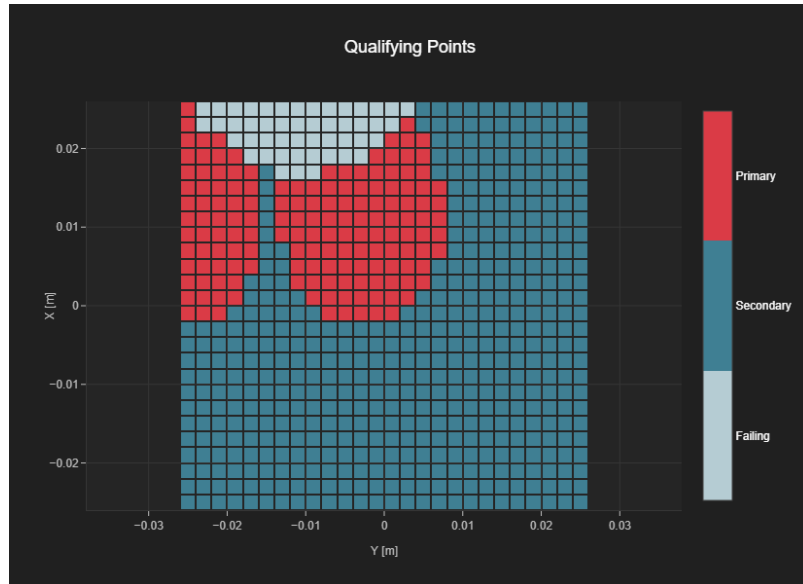 Qualifying Points
0.02
0.01
0
−0.01
−0.02
X [m]
−0.03
−0.02
−0.01
0
0.01
0.02
0.03
Y [m]
Primary
Secondary
Failing